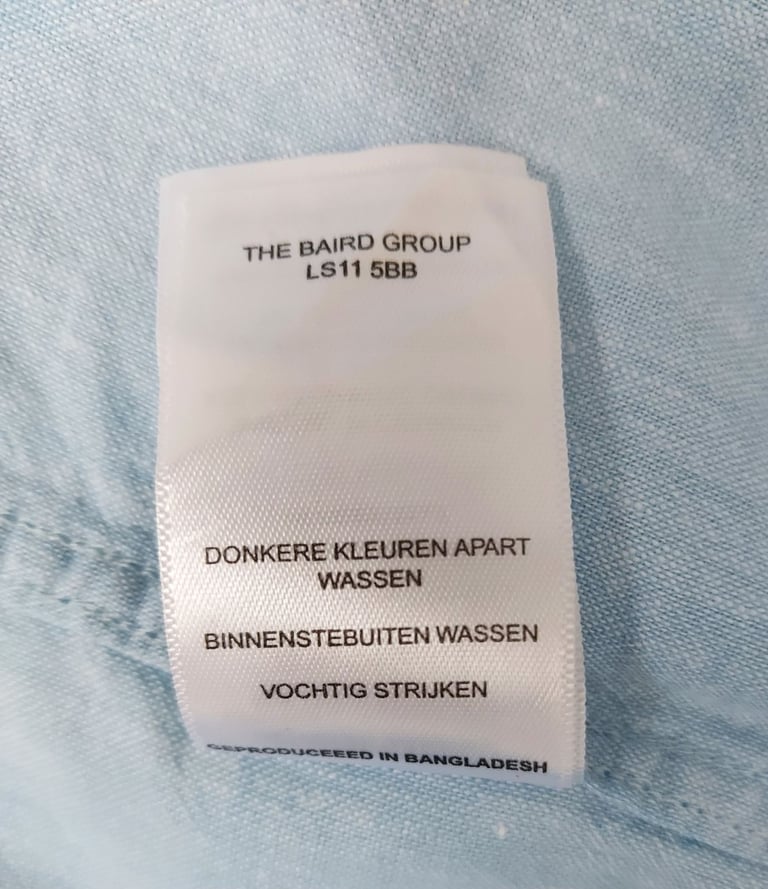 THE BAIRD GROUP
LS11 5BB
DONKERE KLEUREN APART
WASSEN
BINNENSTEBUITEN WASSEN
VOCHTIG STRIJKEN
GEPRODUCEEED IN BANGLADESH